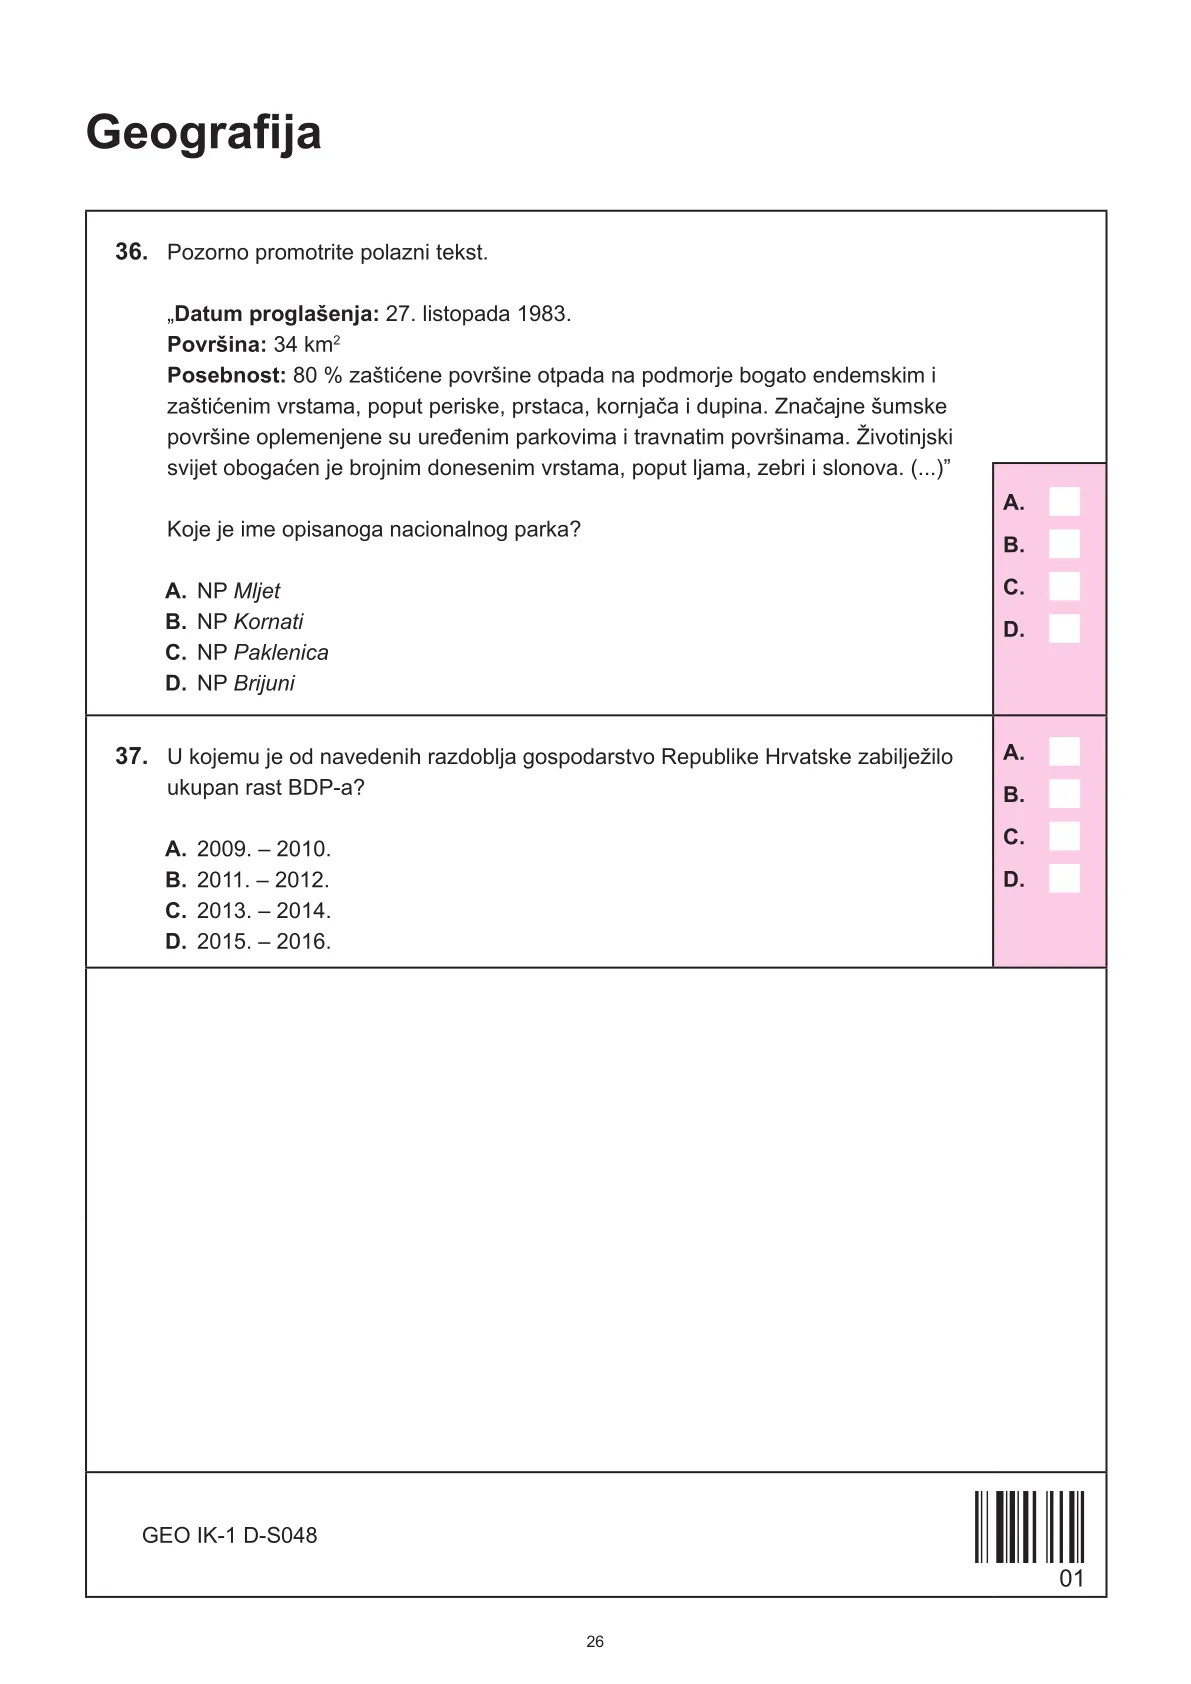 Geografija
36. Pozorno promotrite polazni tekst.
„Datum proglašenja: 27. listopada 1983.
Površina: 34 km²
Posebnost: 80 % zaštićene površine otpada na podmorje bogato endemskim i
zaštićenim vrstama, poput periske, prstaca, kornjača i dupina. Značajne šumske
površine oplemenjene su uređenim parkovima i travnatim površinama. Životinjski
svijet obogaćen je brojnim donesenim vrstama, poput ljama, zebri i slonova. (...)”
Koje je ime opisanoga nacionalnog parka?
A. NP Mljet
B. NP Kornati
C. NP Paklenica
D. NP Brijuni
A.
B.
C.
D.
37. U kojemu je od navedenih razdoblja gospodarstvo Republike Hrvatske zabilježilo
ukupan rast BDP-a?
A. 2009. – 2010.
B. 2011. – 2012.
C. 2013. – 2014.
D. 2015. – 2016.
A.
B.
C.
D.
GEO IK-1 D-S048
01
26